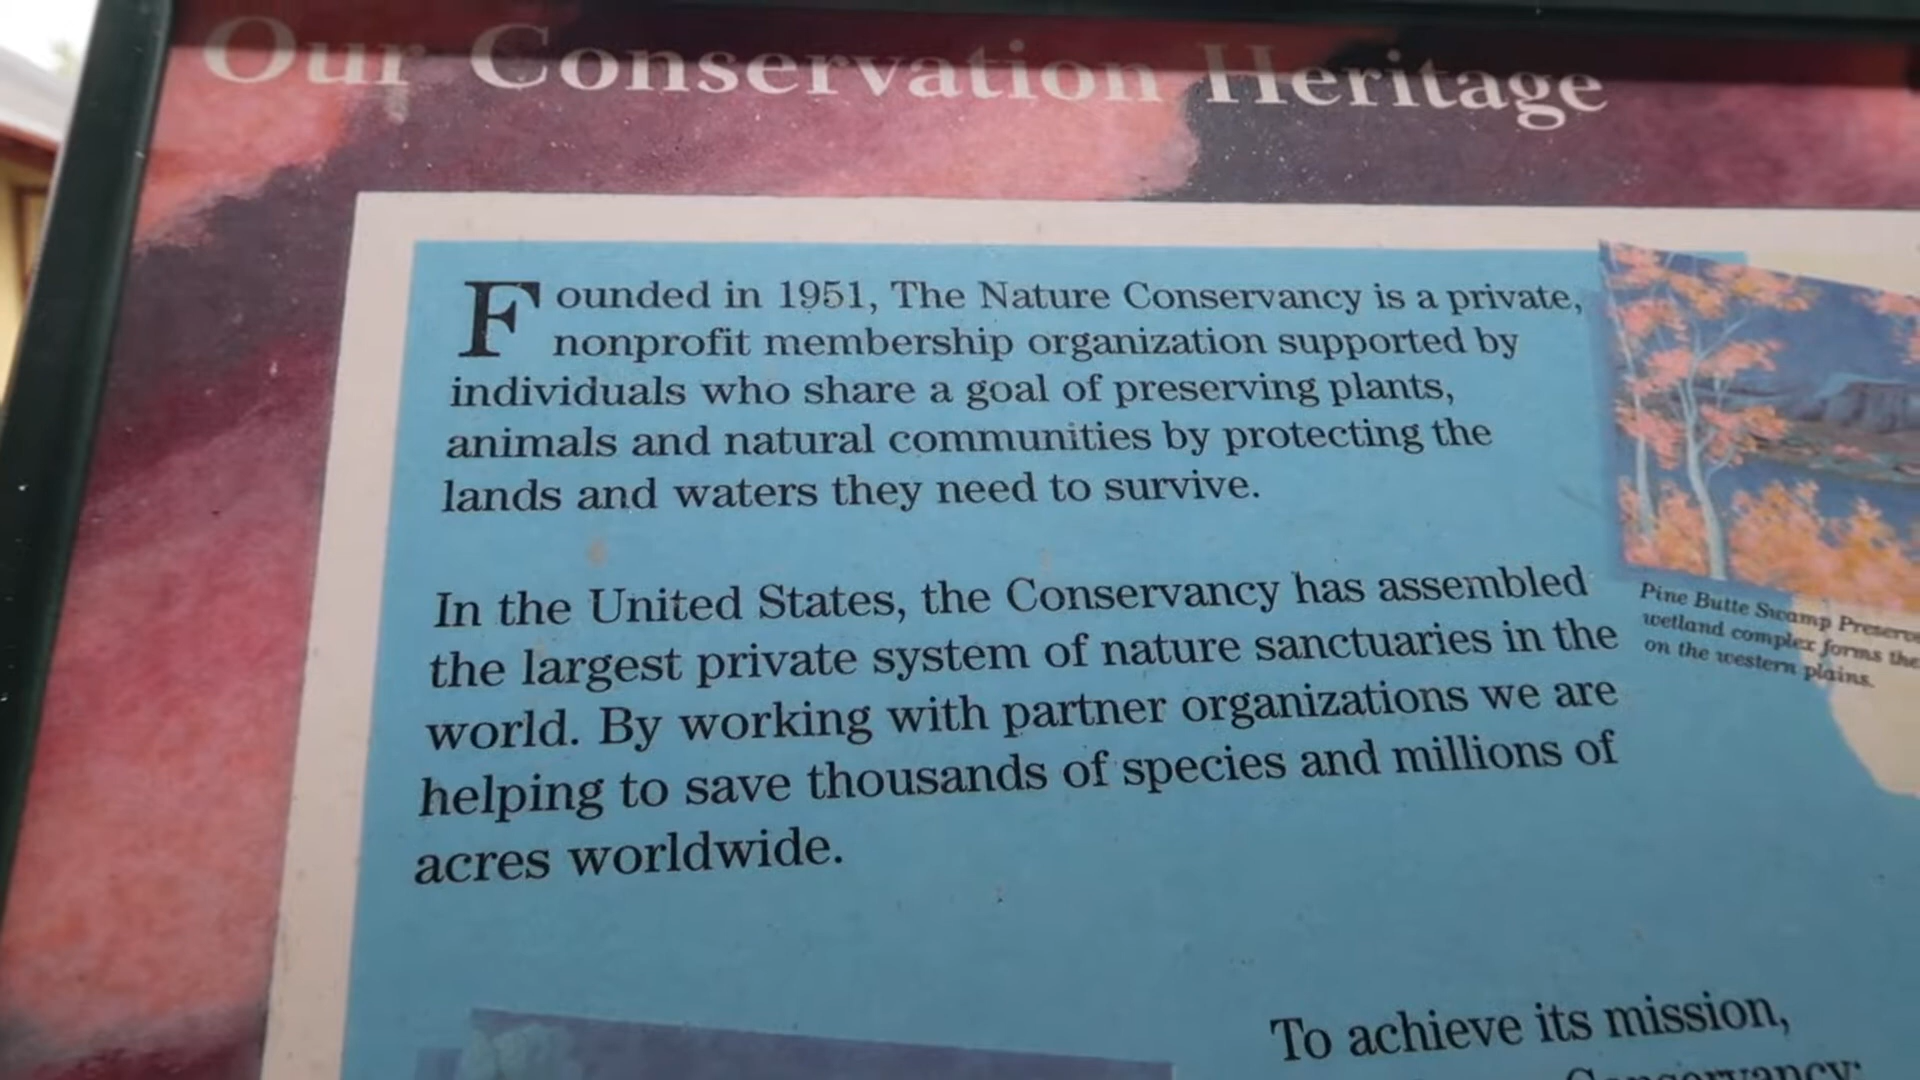 Our Conservation Heritage
Founded in 1951, The Nature Conservancy is a private,
nonprofit membership organization supported by
individuals who share a goal of preserving plants,
animals and natural communities by protecting the
lands and waters they need to survive.
In the United States, the Conservancy has assembled
the largest private system of nature sanctuaries in the
world. By working with partner organizations we are
helping to save thousands of species and millions of
acres worldwide.
Pine Butte Swamp Preserve
wetland complex forms the
on the western plains.
To achieve its mission,
Conservancy